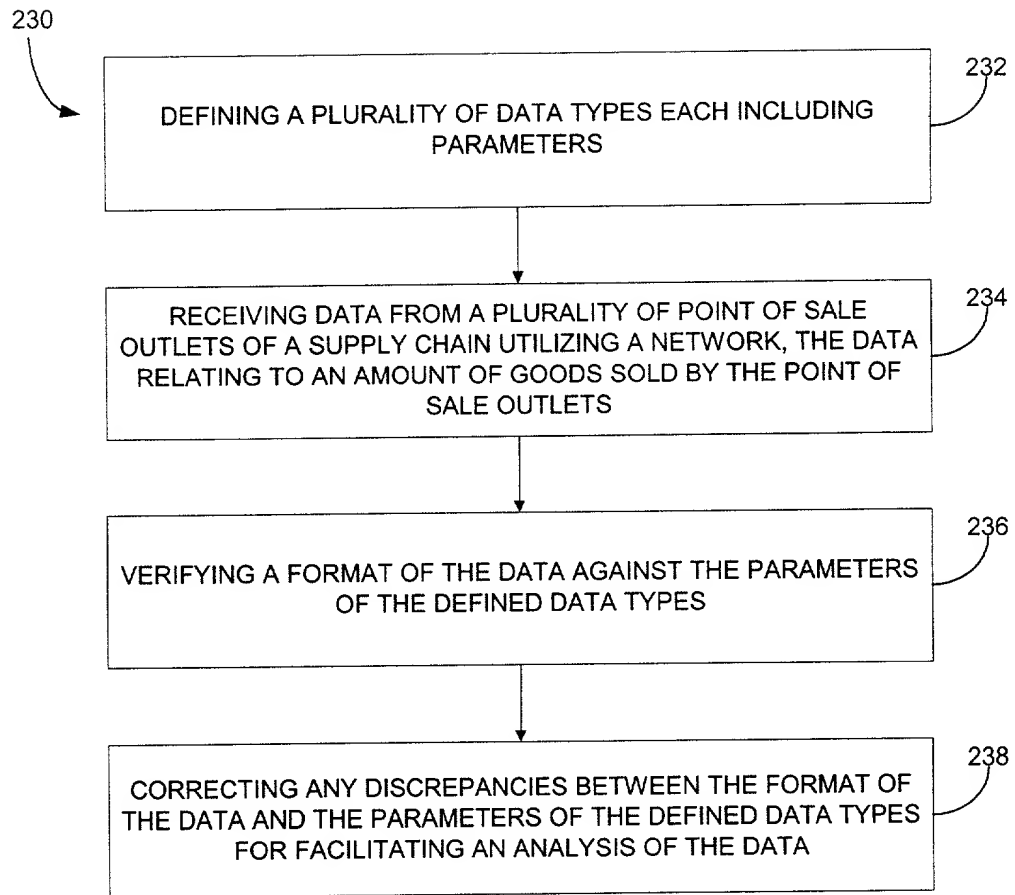 230
232
DEFINING A PLURALITY OF DATA TYPES EACH INCLUDING
PARAMETERS
234
RECEIVING DATA FROM A PLURALITY OF POINT OF SALE
OUTLETS OF A SUPPLY CHAIN UTILIZING A NETWORK, THE DATA
RELATING TO AN AMOUNT OF GOODS SOLD BY THE POINT OF
SALE OUTLETS
236
VERIFYING A FORMAT OF THE DATA AGAINST THE PARAMETERS
OF THE DEFINED DATA TYPES
238
CORRECTING ANY DISCREPANCIES BETWEEN THE FORMAT OF
THE DATA AND THE PARAMETERS OF THE DEFINED DATA TYPES
FOR FACILITATING AN ANALYSIS OF THE DATA